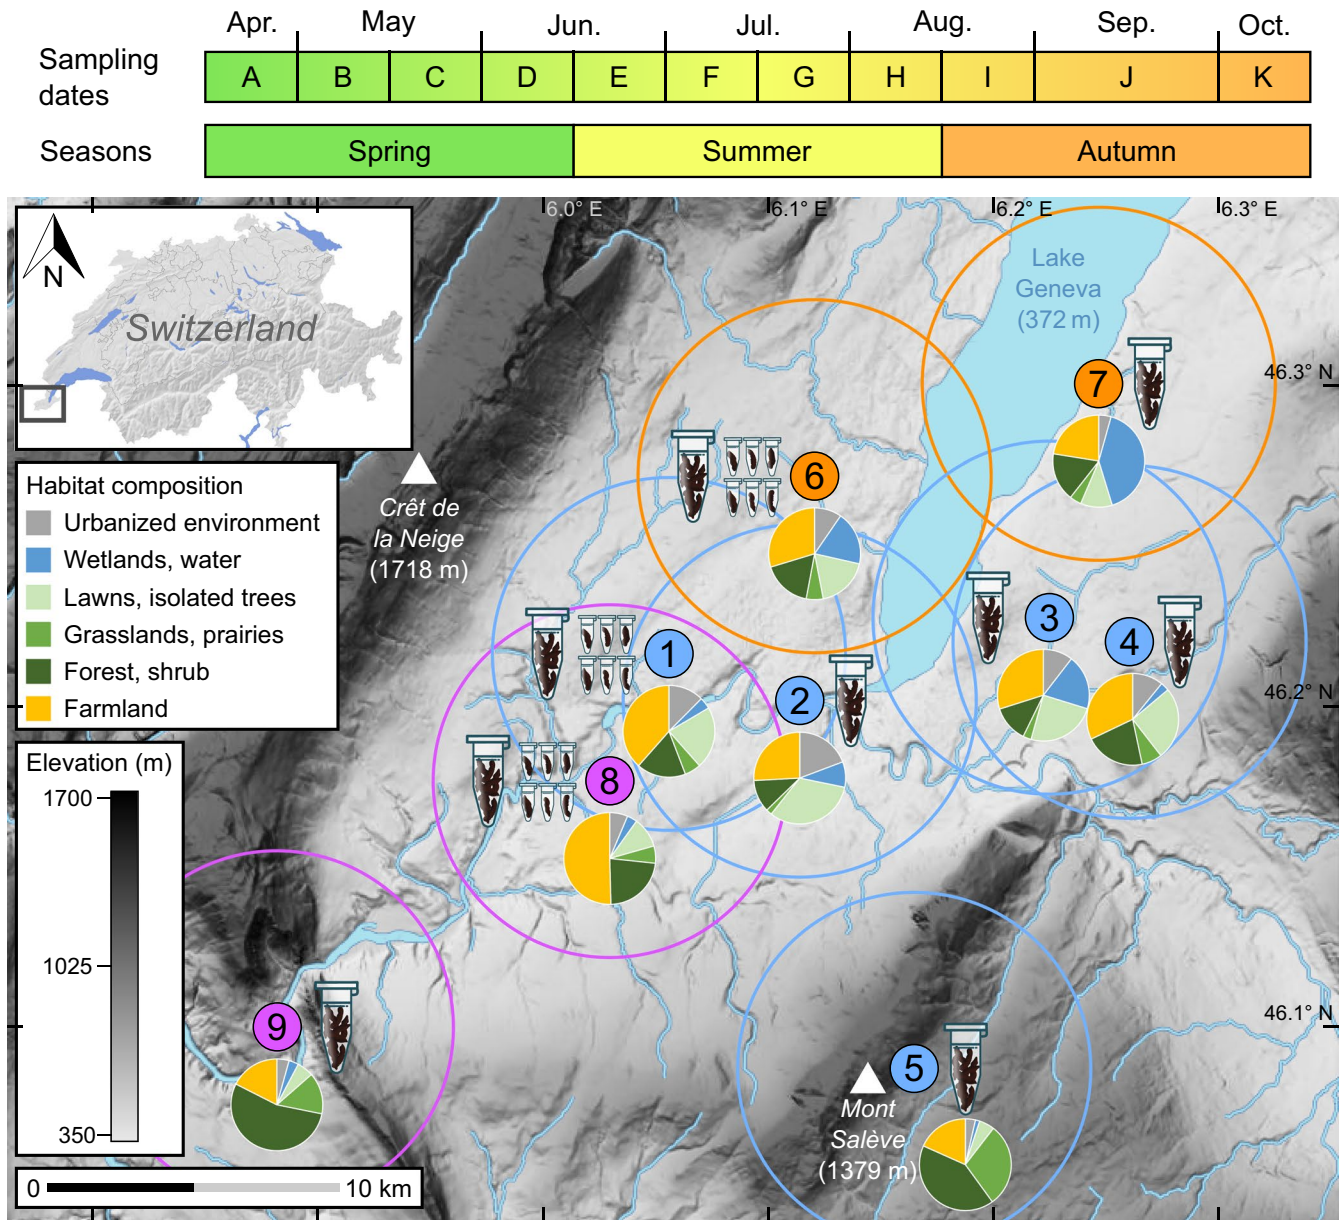 Apr. May Jun. Jul. Aug. Sep. Oct.
Sampling
dates
A B C D E F G H I J K
Seasons Spring Summer Autumn
6.0° E 6.1° E 6.2° E 6.3° E
N
Switzerland
Lake
Geneva
(372 m)
46.3° N
7
Habitat composition
Urbanized environment
Wetlands, water
Lawns, isolated trees
Grasslands, prairies
Forest, shrub
Farmland
Crêt de
la Neige
(1718 m)
6
3
4
1
2
46.2° N
8
Elevation (m)
1700
1025
350
46.1° N
9
5
Mont
Salève
(1379 m)
0 10 km